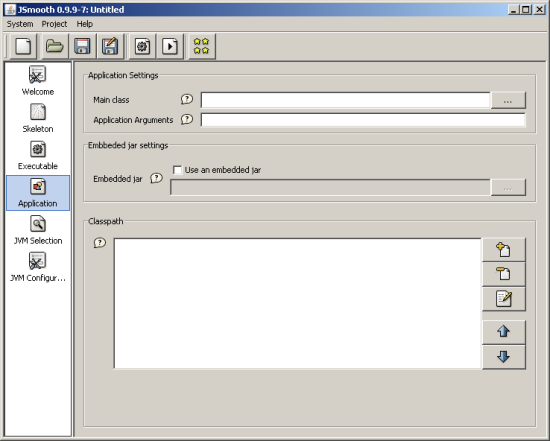 JSmooth 0.9.9-7: Untitled
System Project Help
Welcome
Skeleton
Executable
Application
JVM Selection
JVM Configur...
Application Settings
Main class ? ...
Application Arguments ?
Embbeded jar settings
Use an embedded jar
Embedded jar ? ...
Classpath
?